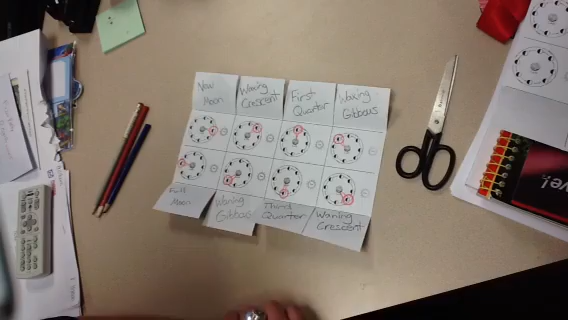 New
Moon
Waxing
Crescent
First
Quarter
Waxing
Gibbous
Full
Moon
Waning
Gibbous
Third
Quarter
Waning
Crescent